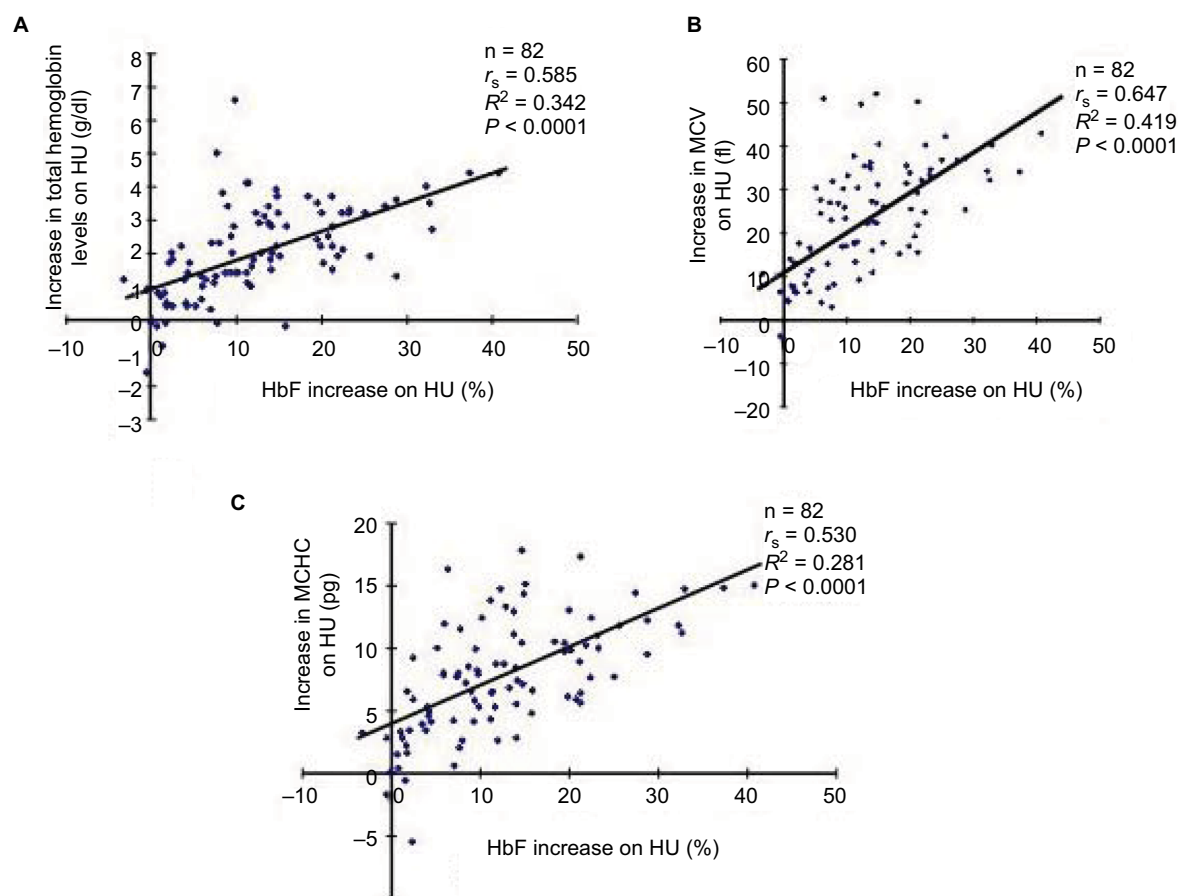 A
Increase in total hemoglobin
levels on HU (g/dl)
8
7
6
5
4
3
2
1
0
–1
–2
–3
–10
0
10
20
30
40
50
HbF increase on HU (%)
n = 82
rs = 0.585
R² = 0.342
P < 0.0001
B
Increase in MCV
on HU (fl)
60
50
40
30
20
10
0
–10
–20
–10
0
10
20
30
40
50
HbF increase on HU (%)
n = 82
rs = 0.647
R² = 0.419
P < 0.0001
C
Increase in MCHC
on HU (pg)
20
15
10
5
0
–5
–10
0
10
20
30
40
50
HbF increase on HU (%)
n = 82
rs = 0.530
R² = 0.281
P < 0.0001